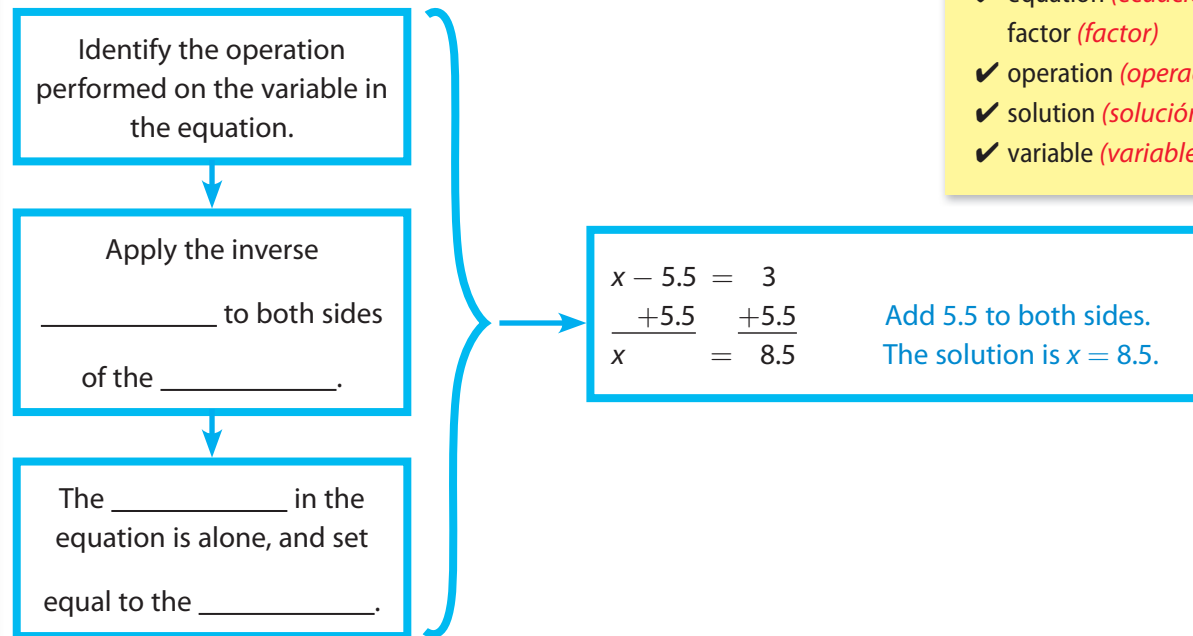 Identify the operation
performed on the variable in
the equation.
Apply the inverse
____________ to both sides
of the ____________.
The ____________ in the
equation is alone, and set
equal to the ____________.
factor (factor)
✔ operation
✔ solution (solución
✔ variable (variable
x − 5.5 = 3
+5.5 +5.5
x = 8.5
Add 5.5 to both sides.
The solution is x = 8.5.